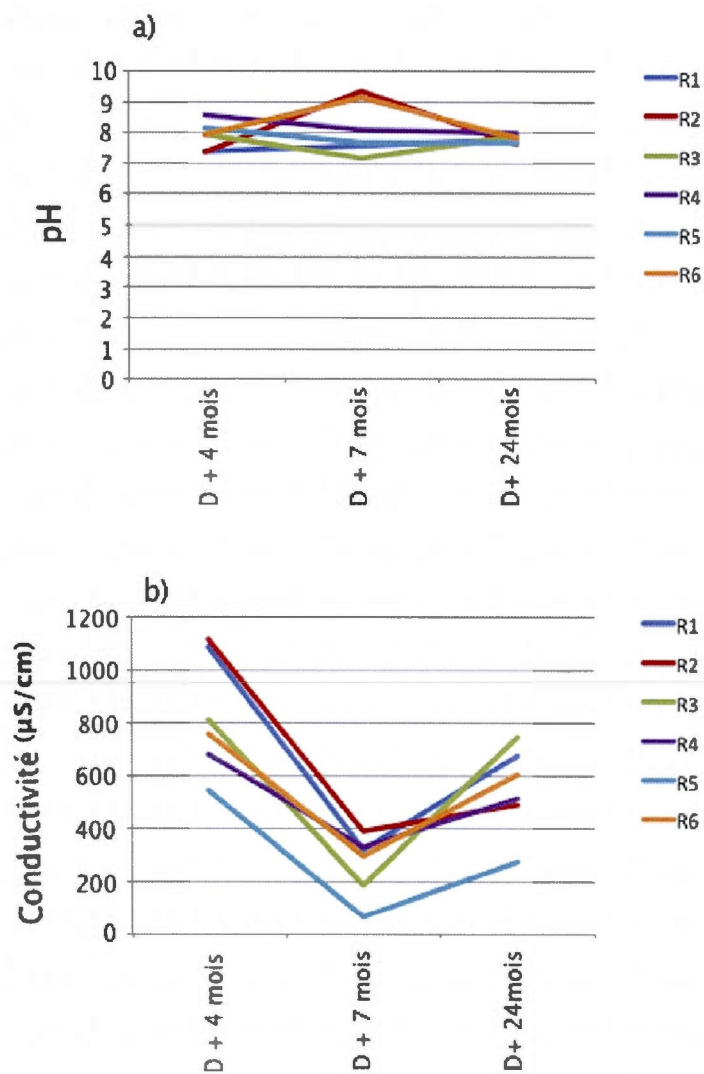 a)
10
9
8
7
6
5
4
3
2
1
0
pH
D + 4 mois
D + 7 mois
D+ 24mois
R1
R2
R3
R4
R5
R6
b)
1200
1000
800
600
400
200
0
Conductivité (µS/cm)
D + 4 mois
D + 7 mois
D+ 24mois
R1
R2
R3
R4
R5
R6